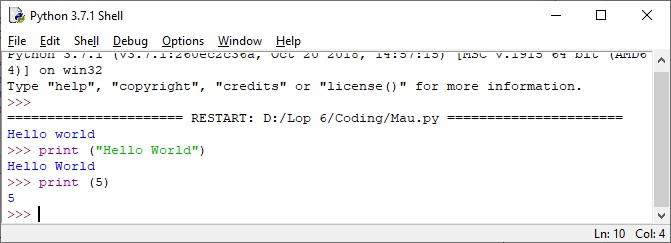 Python 3.7.1 Shell
File Edit Shell Debug Options Window Help
Python 3.7.1 (v3.7.1:260ec2c36a, Oct 20 2018, 14:57:15) [MSC v.1915 64 bit (AMD6
4)] on win32
Type "help", "copyright", "credits" or "license()" for more information.
>>>
====================== RESTART: D:/Lop 6/Coding/Mau.py ======================
Hello world
>>> print ("Hello World")
Hello World
>>> print (5)
5
>>>
Ln: 10 Col: 4